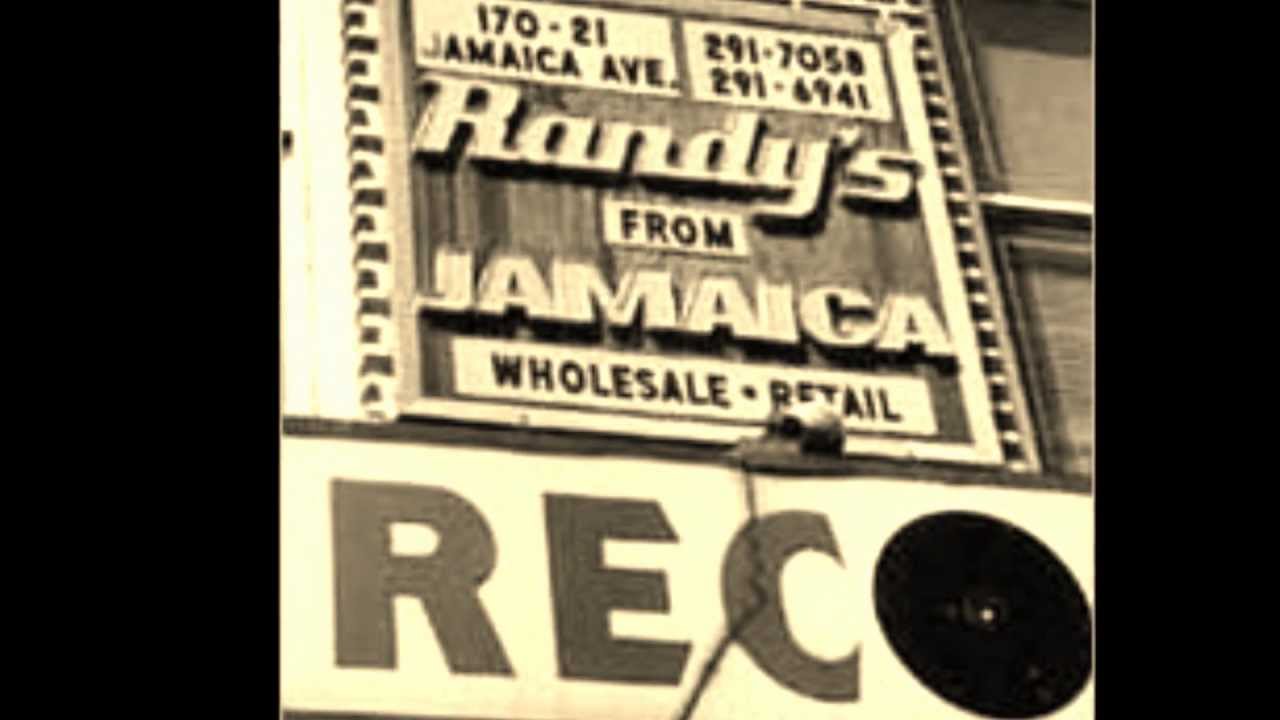 170-21
JAMAICA AVE.
291-7058
291-6941
Randy's
FROM
JAMAICA
WHOLESALE • RETAIL
REC